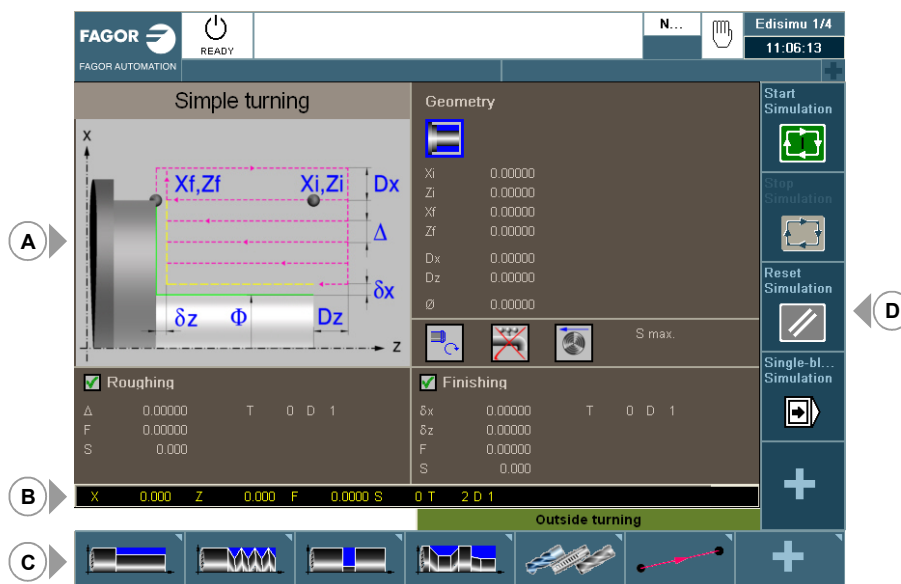 FAGOR
FAGOR AUTOMATION
READY
N...
Edisimu 1/4
11:06:13
Simple turning
X
Xf,Zf
Xi,Zi
Dx
Δ
δx
δz
Φ
Dz
Z
Geometry
Xi 0.00000
Zi 0.00000
Xf 0.00000
Zf 0.00000
Dx 0.00000
Dz 0.00000
Ø 0.00000
S max.
Roughing
Δ 0.00000 T 0 D 1
F 0.00000
S 0.000
Finishing
δx 0.00000 T 0 D 1
δz 0.00000
F 0.00000
S 0.000
X 0.000 Z 0.000 F 0.0000 S 0 T 2 D 1
Outside turning
Start
Simulation
Stop
Simulation
Reset
Simulation
Single-bl...
Simulation
A
B
C
D